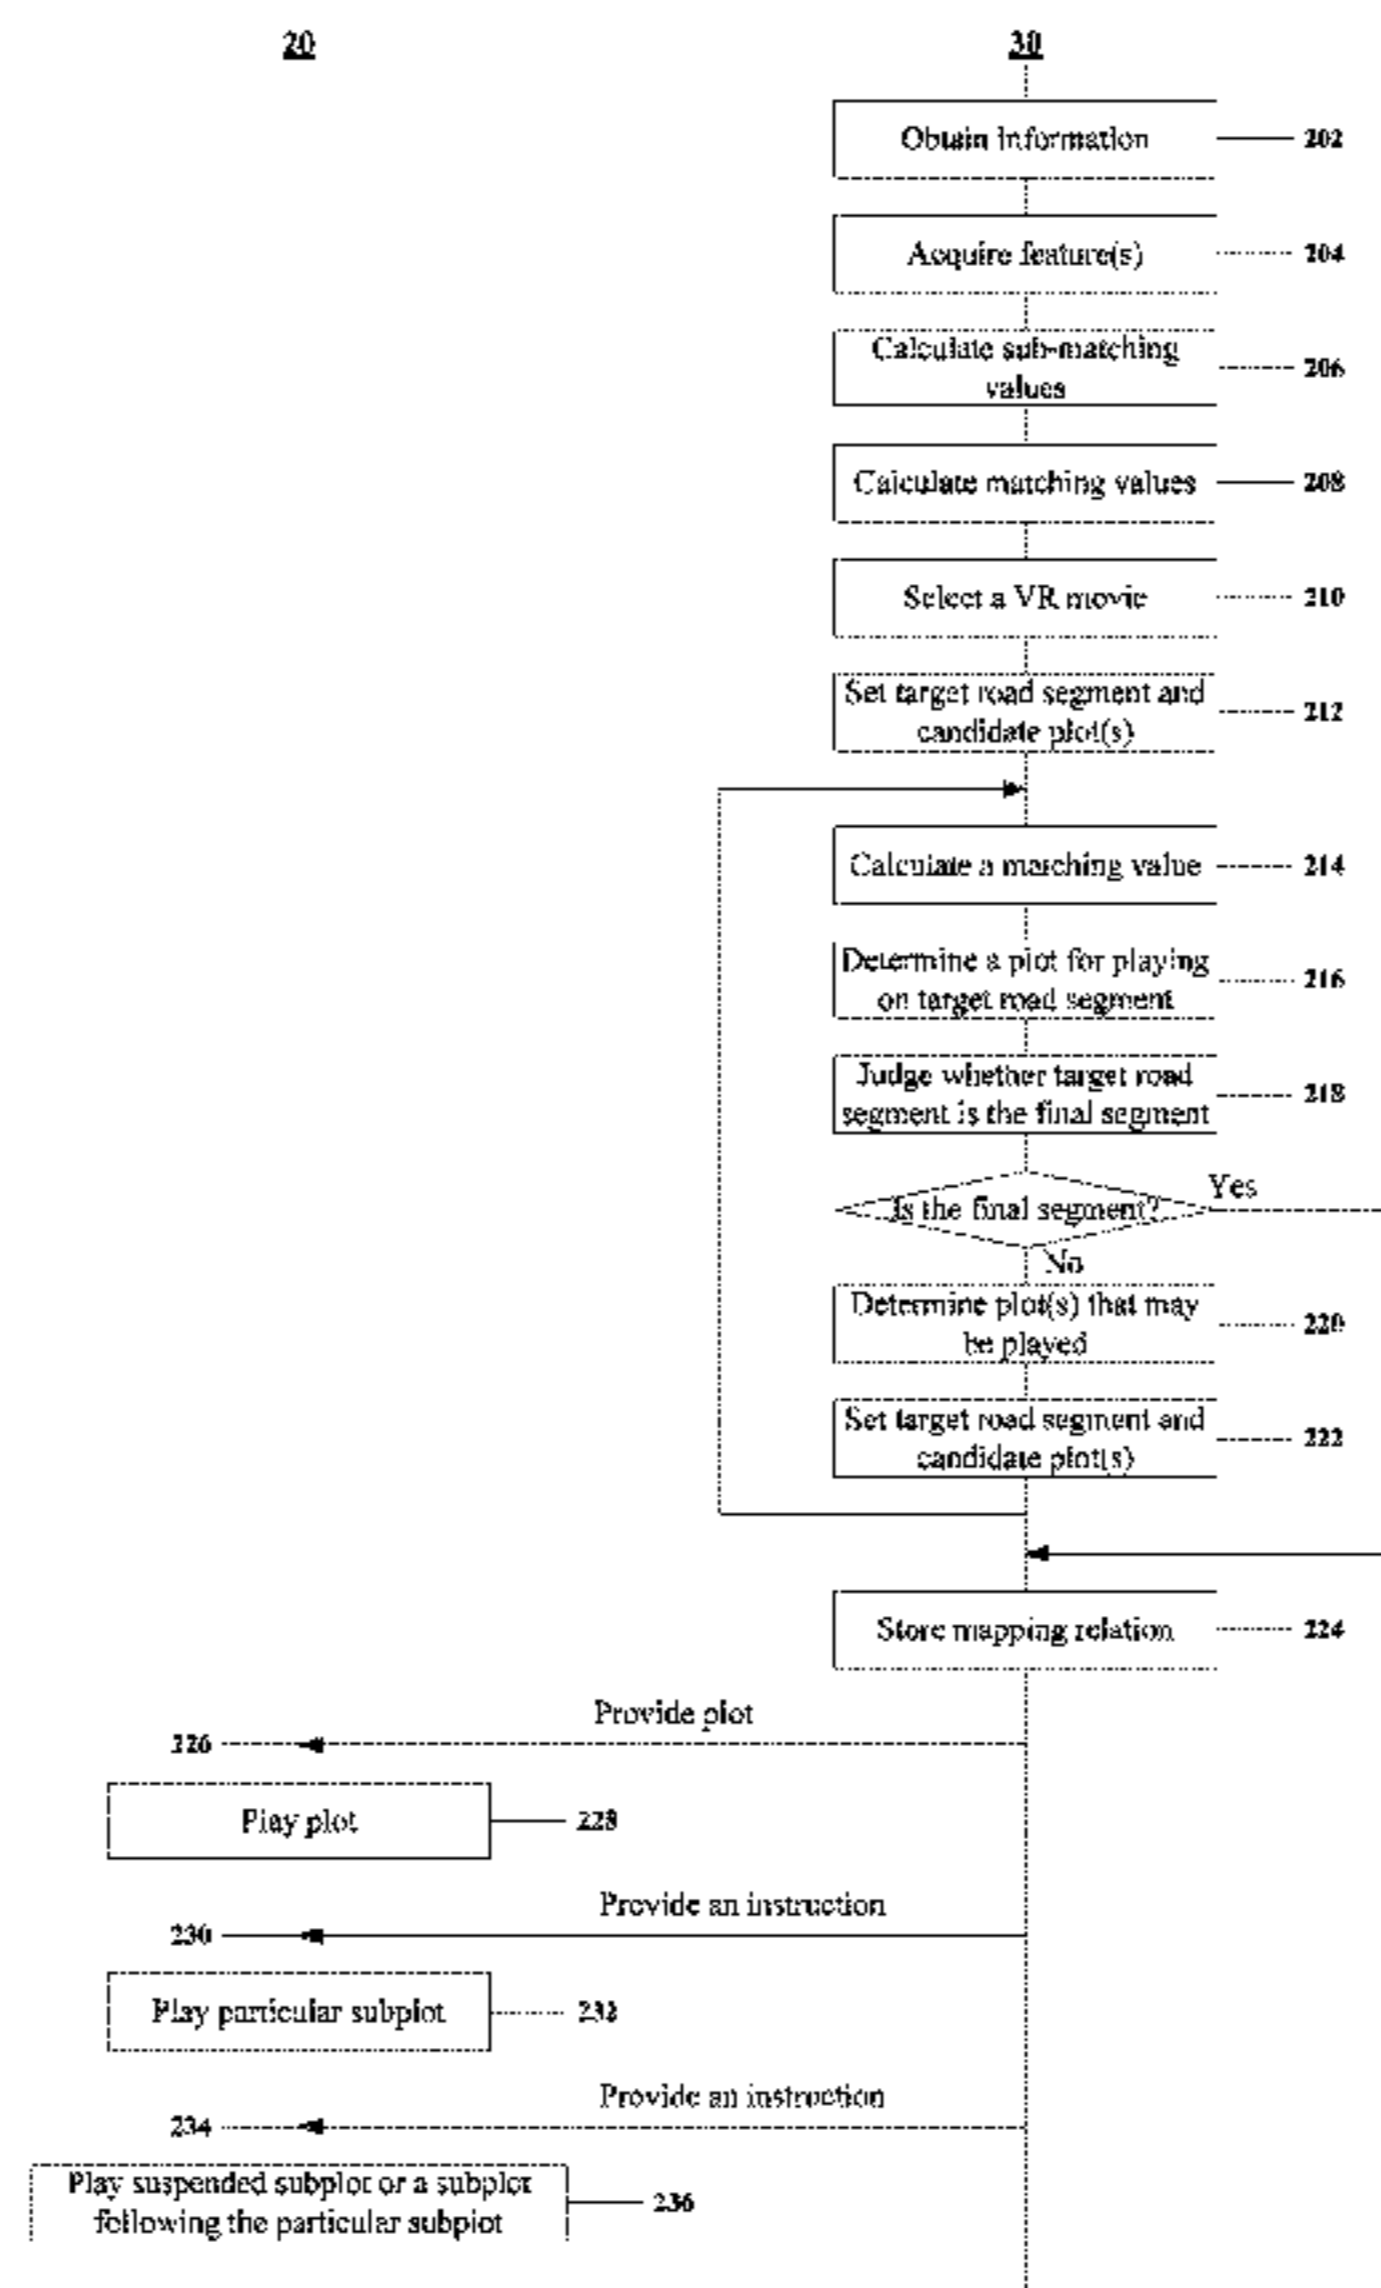 20
30
Obtain information
202
Acquire feature(s)
204
Calculate sub-matching
values
206
Calculate matching values
208
Select a VR movie
210
Set target road segment and
candidate plot(s)
212
Calculate a matching value
214
Determine a plot for playing
on target road segment
216
Judge whether target road
segment is the final segment
218
Is the final segment?
Yes
No
Determine plot(s) that may
be played
220
Set target road segment and
candidate plot(s)
222
Store mapping relation
224
Provide plot
226
Play plot
228
Provide an instruction
230
Play particular subplot
232
Provide an instruction
234
Play suspended subplot or a subplot
following the particular subplot
236